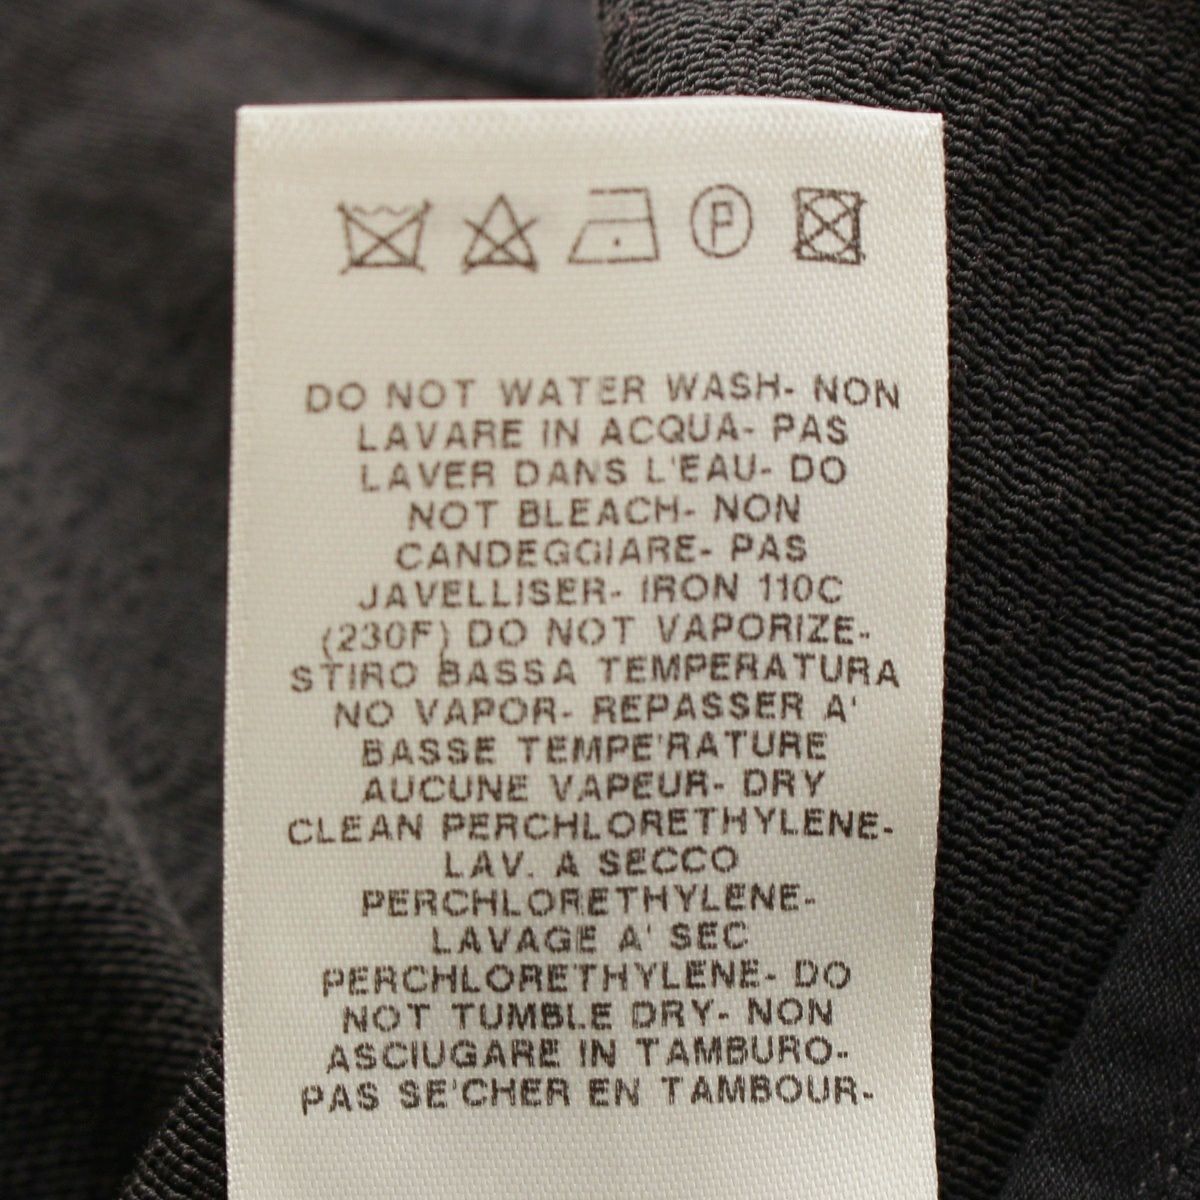 P
DO NOT WATER WASH- NON
LAVARE IN ACQUA- PAS
LAVER DANS L'EAU- DO
NOT BLEACH- NON
CANDEGGIARE- PAS
JAVELLISER- IRON 110C
(230F) DO NOT VAPORIZE-
STIRO BASSA TEMPERATURA
NO VAPOR- REPASSER A'
BASSE TEMPE'RATURE
AUCUNE VAPEUR- DRY
CLEAN PERCHLORETHYLENE-
LAV. A SECCO
PERCHLORETHYLENE-
LAVAGE A' SEC
PERCHLORETHYLENE- DO
NOT TUMBLE DRY- NON
ASCIUGARE IN TAMBURO-
PAS SE'CHER EN TAMBOUR-